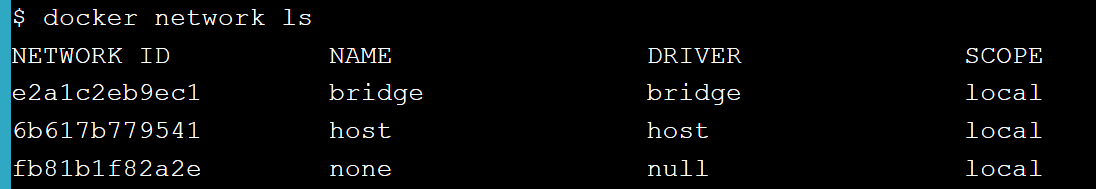 $ docker network ls
NETWORK ID NAME DRIVER SCOPE
e2a1c2eb9ec1 bridge bridge local
6b617b779541 host host local
fb81b1f82a2e none null local